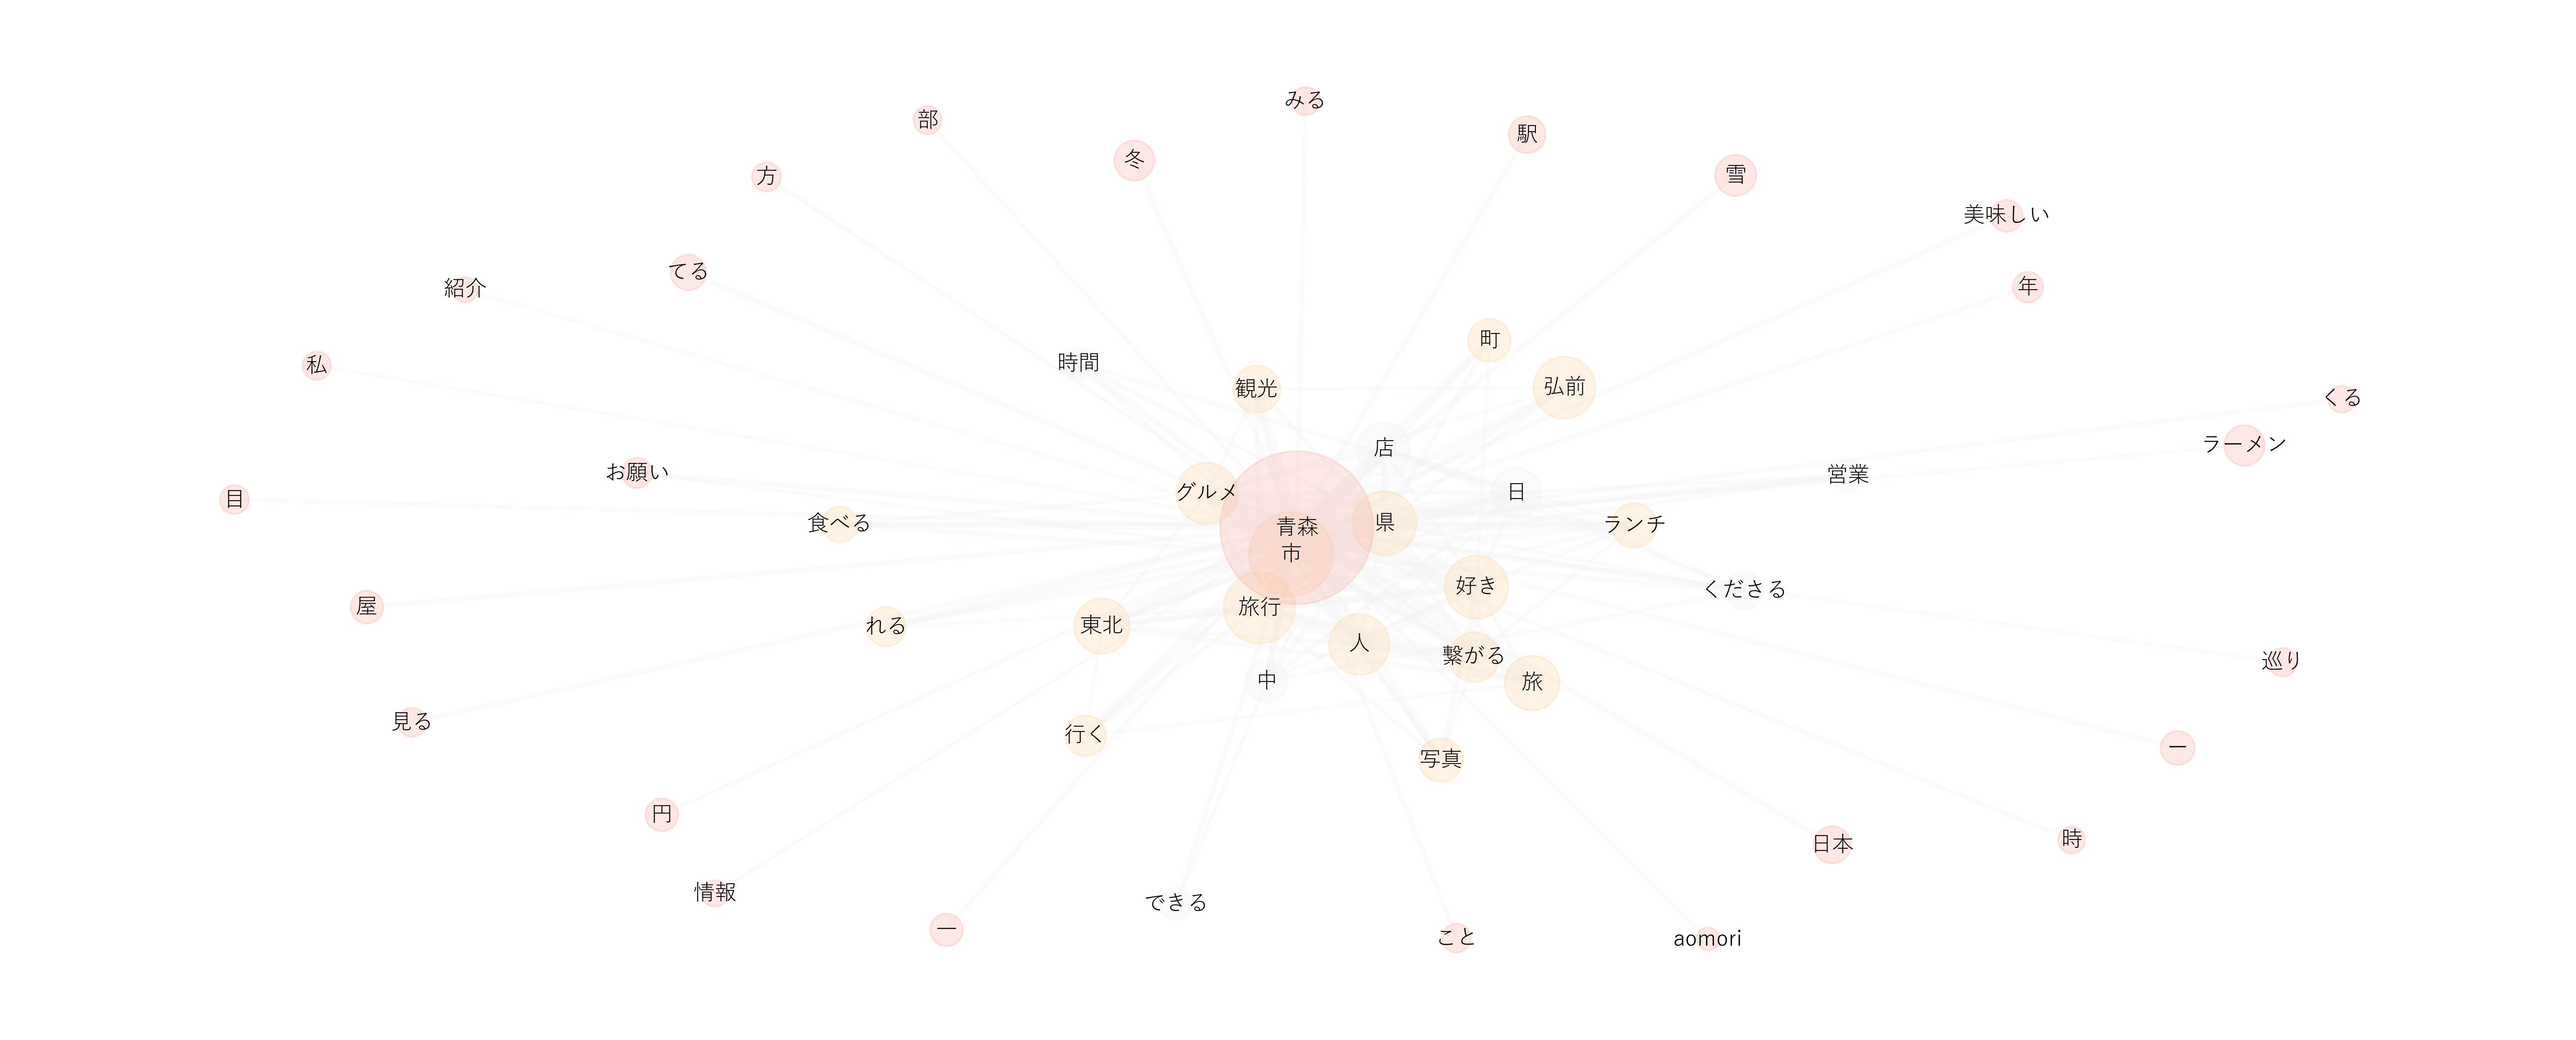 みる
部
駅
冬
雪
方
美味しい
てる
年
紹介
町
時間
私
弘前
観光
くる
ラーメン
店
お願い
営業
グルメ
日
目
食べる
県
ランチ
青森
市
好き
くださる
屋
旅行
れる
東北
人
繋がる
巡り
中
旅
見る
行く
一
写真
円
時
日本
情報
できる
一
こと
aomori